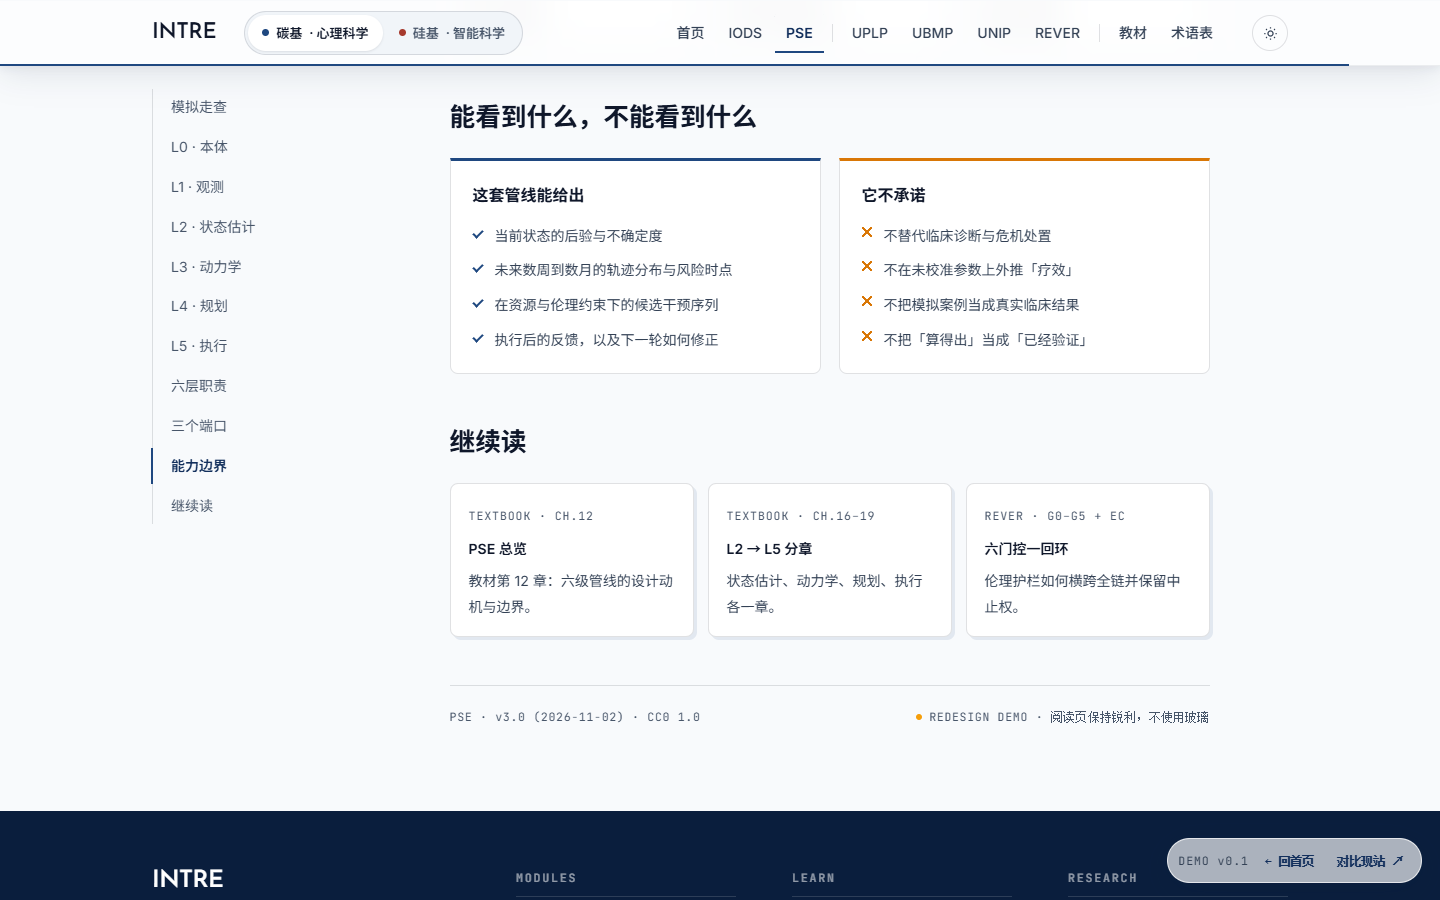 INTRE
碳基 · 心理科学
硅基 · 智能科学
首页
IODS
PSE
UPLP
UBMP
UNIP
REVER
教材
术语表
模拟走查
L0 · 本体
L1 · 观测
L2 · 状态估计
L3 · 动力学
L4 · 规划
L5 · 执行
六层职责
三个端口
能力边界
继续读
能看到什么，不能看到什么
这套管线能给出
当前状态的后验与不确定度
未来数周到数月的轨迹分布与风险时点
在资源与伦理约束下的候选干预序列
执行后的反馈，以及下一轮如何修正
它不承诺
不替代临床诊断与危机处置
不在未校准参数上外推「疗效」
不把模拟案例当成真实临床结果
不把「算得出」当成「已经验证」
继续读
TEXTBOOK · CH.12
PSE 总览
教材第 12 章：六级管线的设计动
机与边界。
TEXTBOOK · CH.16–19
L2 → L5 分章
状态估计、动力学、规划、执行
各一章。
REVER · G0–G5 + EC
六门控一回环
伦理护栏如何横跨全链并保留中
止权。
PSE · v3.0 (2026-11-02) · CC0 1.0
REDESIGN DEMO · 阅读页保持锐利，不使用玻璃
INTRE
MODULES
LEARN
RESEARCH
DEMO v0.1
← 回首页
对比现站 ↗